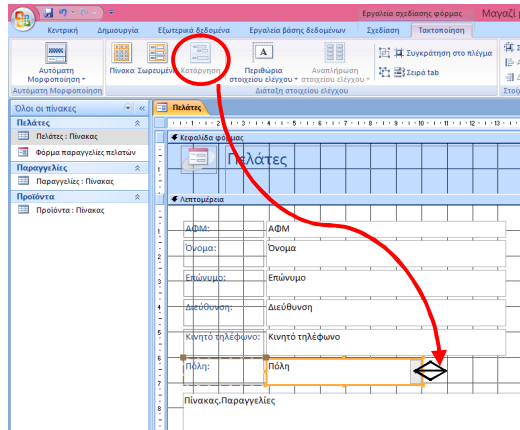 Εργαλεία σχεδίασης φόρμας Μαγαζί
Κεντρική Δημιουργία Εξωτερικά δεδομένα Εργαλεία βάσης δεδομένων Σχεδίαση Τακτοποίηση
Αυτόματη Μορφοποίηση
Πίνακα Σωρευμένη Κατάργηση
Περιθώρια στοιχείου ελέγχου
Αναπλήρωση στοιχείου ελέγχου
Συγκράτηση στο πλέγμα
Σειρά tab
Αυτόματη Μορφοποίηση Διάταξη στοιχείου ελέγχου Στοίχ
Όλοι οι πίνακες
Πελάτες
Πελάτες : Πίνακας
Φόρμα παραγγελίες πελατών
Παραγγελίες
Παραγγελίες : Πίνακας
Προϊόντα
Προϊόντα : Πίνακας
Πελάτες
Κεφαλίδα φόρμας
Πελάτες
Λεπτομέρεια
ΑΦΜ: ΑΦΜ
Όνομα: Όνομα
Επώνυμο: Επώνυμο
Διεύθυνση: Διεύθυνση
Κινητό τηλέφωνο: Κινητό τηλέφωνο
Πόλη: Πόλη
Πίνακας.Παραγγελίες